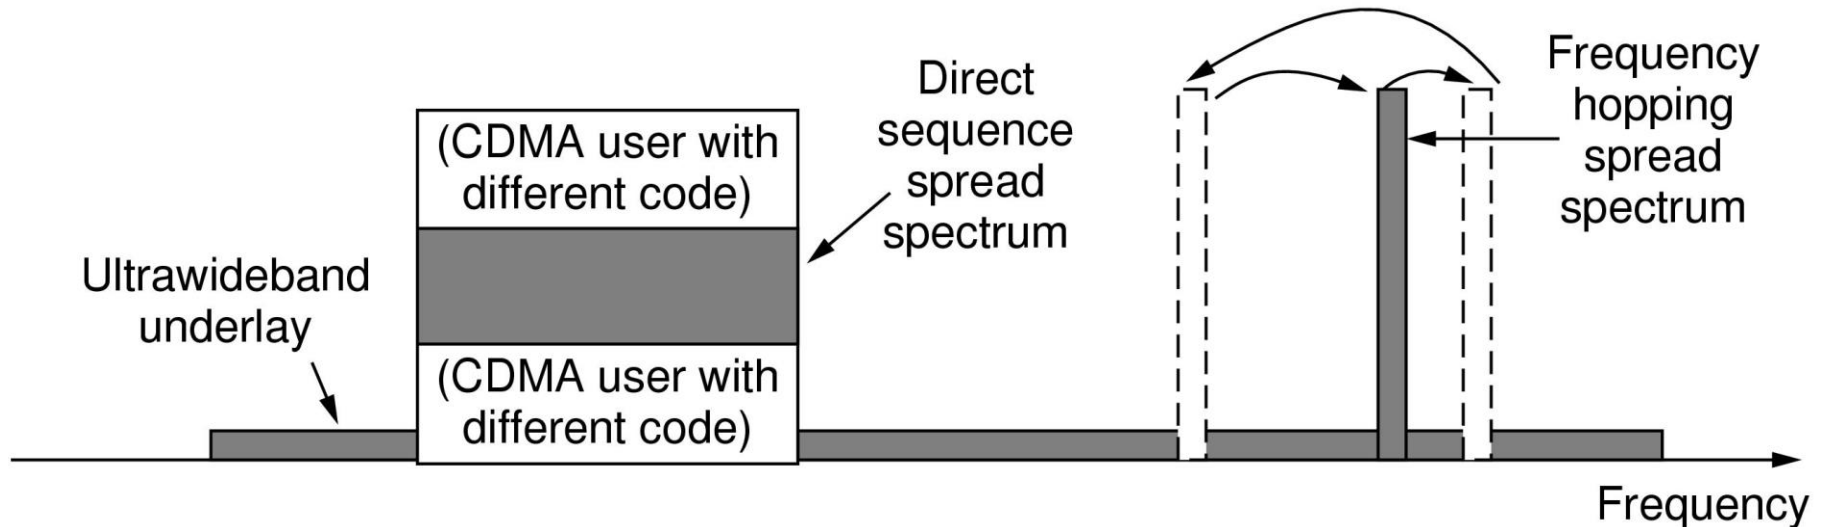 Ultrawideband
underlay
(CDMA user with
different code)
(CDMA user with
different code)
Direct
sequence
spread
spectrum
Frequency
hopping
spread
spectrum
Frequency